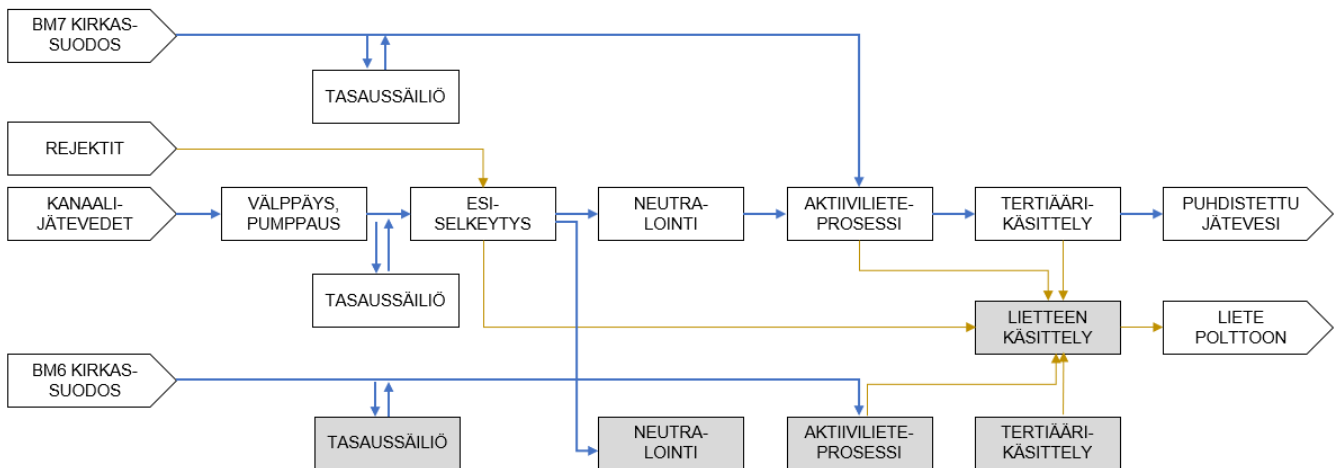 BM7 KIRKAS-
SUODOS
TASAUSSÄILIÖ
REJEKTIT
KANAALI-
JÄTEVEDET
VÄLPPÄYS,
PUMPPAUS
ESI-
SELKEYTYS
NEUTRA-
LOINTI
AKTIIVILIETE-
PROSESSI
TERTIÄÄRI-
KÄSITTELY
PUHDISTETTU
JÄTEVESI
TASAUSSÄILIÖ
LIETTEEN
KÄSITTELY
LIETE
POLTTOON
BM6 KIRKAS-
SUODOS
TASAUSSÄILIÖ
NEUTRA-
LOINTI
AKTIIVILIETE-
PROSESSI
TERTIÄÄRI-
KÄSITTELY